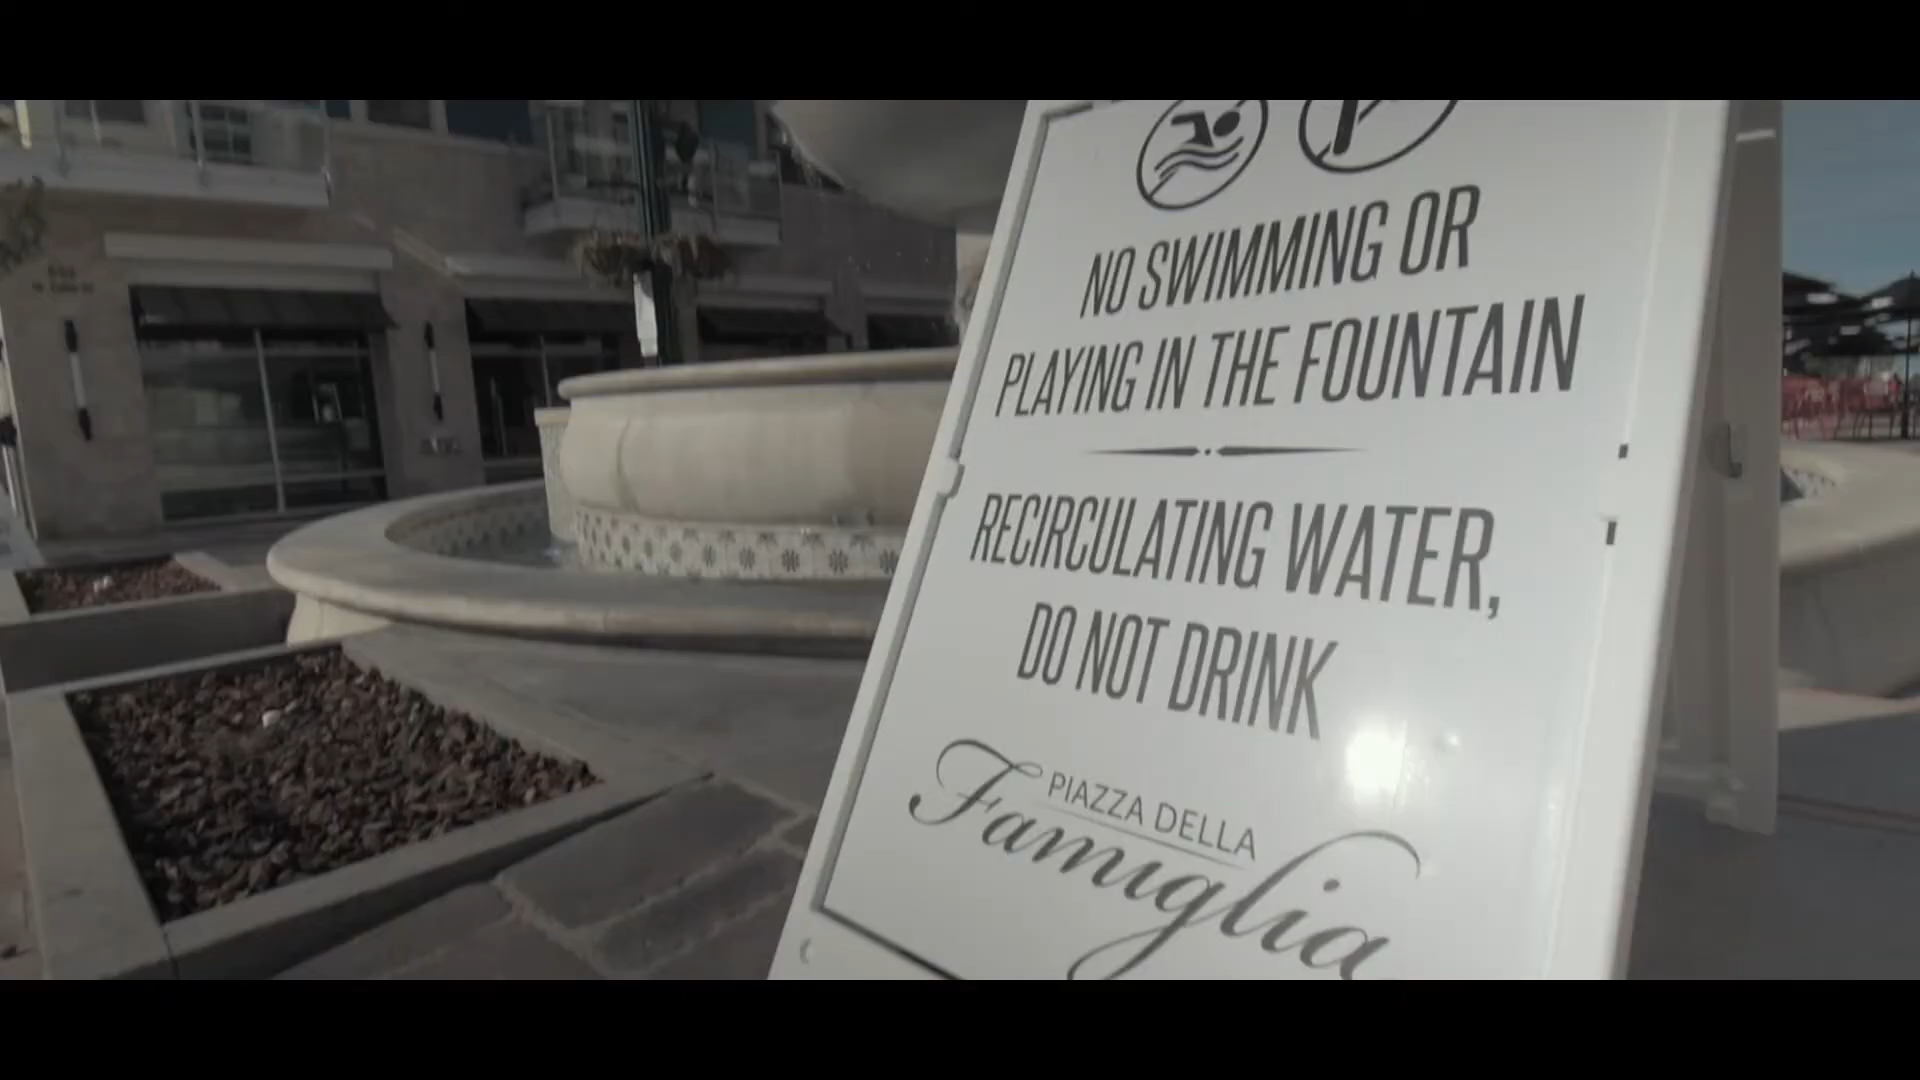 NO SWIMMING OR
PLAYING IN THE FOUNTAIN
RECIRCULATING WATER,
DO NOT DRINK
PIAZZA DELLA
Famiglia